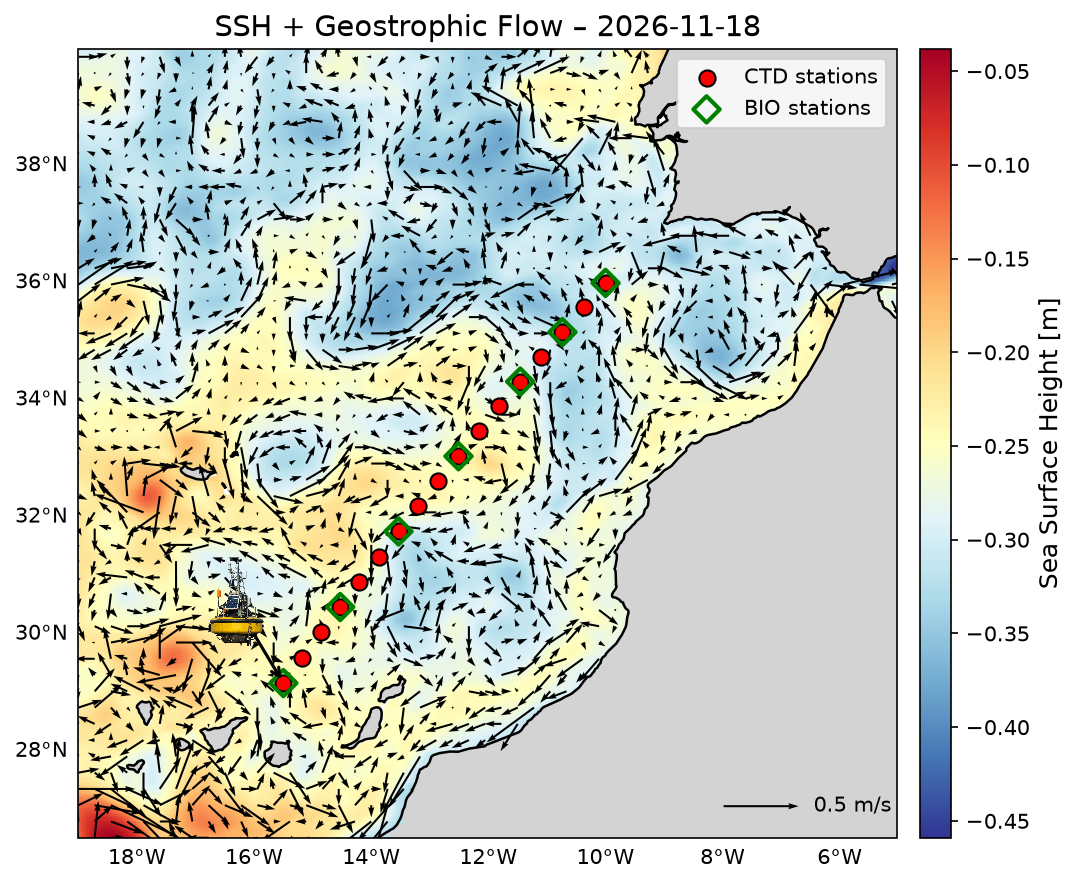 SSH + Geostrophic Flow – 2026-11-18
CTD stations
BIO stations
38°N
36°N
34°N
32°N
30°N
28°N
18°W
16°W
14°W
12°W
10°W
8°W
6°W
0.5 m/s
−0.05
−0.10
−0.15
−0.20
−0.25
−0.30
−0.35
−0.40
−0.45
Sea Surface Height [m]